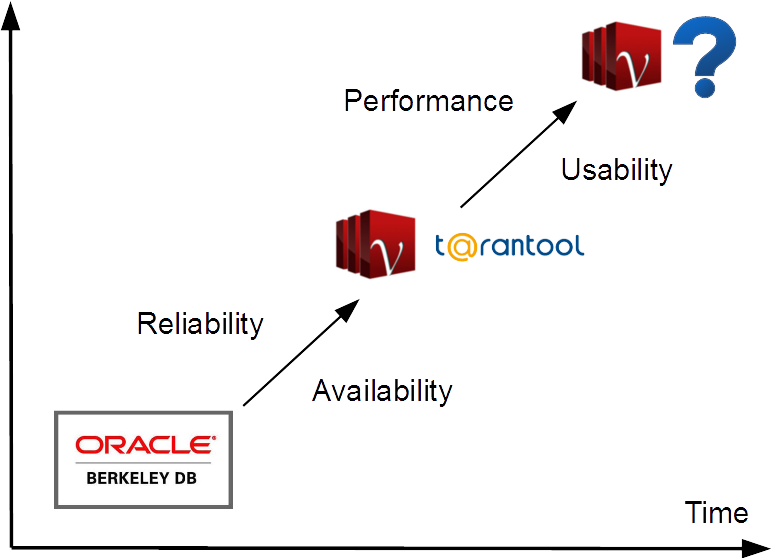 ν
?
Performance
Usability
ν
t@rantool
Reliability
Availability
ORACLE®
BERKELEY DB
Time